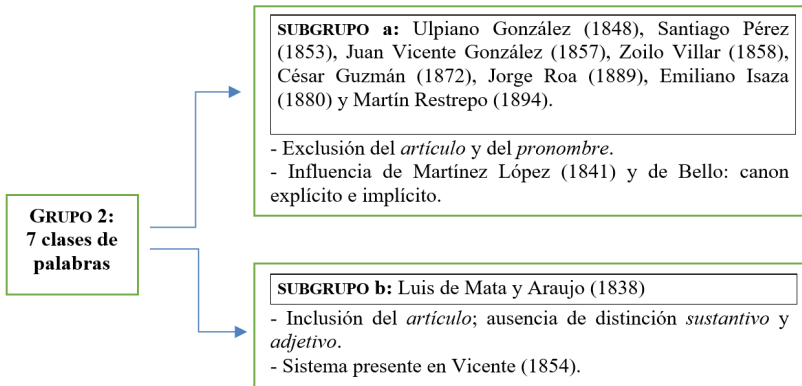 SUBGRUPO a: Ulpiano González (1848), Santiago Pérez
(1853), Juan Vicente González (1857), Zoilo Villar (1858),
César Guzmán (1872), Jorge Roa (1889), Emiliano Isaza
(1880) y Martín Restrepo (1894).
- Exclusión del artículo y del pronombre.
- Influencia de Martínez López (1841) y de Bello: canon
explícito e implícito.
GRUPO 2:
7 clases de
palabras
SUBGRUPO b: Luis de Mata y Araujo (1838)
- Inclusión del artículo; ausencia de distinción sustantivo y
adjetivo.
- Sistema presente en Vicente (1854).